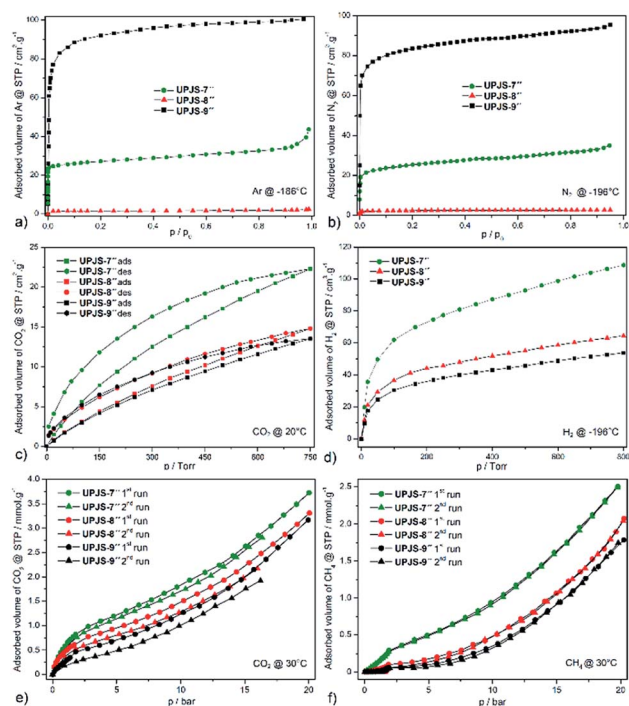 Adsorbed volume of Ar @ STP / cm³.g⁻¹
100
80
60
40
20
0
UPJS-7´´
UPJS-8´´
UPJS-9´´
Ar @ -186°C
0.0 0.2 0.4 0.6 0.8 1.0
p / p₀
a)
Adsorbed volume of N₂ @ STP / cm³.g⁻¹
100
80
60
40
20
0
UPJS-7´´
UPJS-8´´
UPJS-9´´
N₂ @ -196°C
0.0 0.2 0.4 0.6 0.8 1.0
p / p₀
b)
Adsorbed volume of CO₂ @ STP / cm³.g⁻¹
25
20
15
10
5
0
UPJS-7´´ads
UPJS-7´´des
UPJS-8´´ads
UPJS-8´´des
UPJS-9´´ads
UPJS-9´´des
CO₂ @ 20°C
0 150 300 450 600 750
p / Torr
c)
Adsorbed volume of H₂ @ STP / cm³.g⁻¹
120
100
80
60
40
20
0
UPJS-7´´
UPJS-8´´
UPJS-9´´
H₂ @ -196°C
0 200 400 600 800
p / Torr
d)
Adsorbed volume of CO₂ @ STP / mmol.g⁻¹
4.0
3.5
3.0
2.5
2.0
1.5
1.0
0.5
0.0
UPJS-7´´ 1st run
UPJS-7´´ 2nd run
UPJS-8´´ 1st run
UPJS-8´´ 2nd run
UPJS-9´´ 1st run
UPJS-9´´ 2nd run
CO₂ @ 30°C
0 5 10 15 20
p / bar
e)
Adsorbed volume of CH₄ @ STP / mmol.g⁻¹
2.5
2.0
1.5
1.0
0.5
0.0
UPJS-7´´ 1st run
UPJS-7´´ 2nd run
UPJS-8´´ 1st run
UPJS-8´´ 2nd run
UPJS-9´´ 1st run
UPJS-9´´ 2nd run
CH₄ @ 30°C
0 5 10 15 20
p / bar
f)